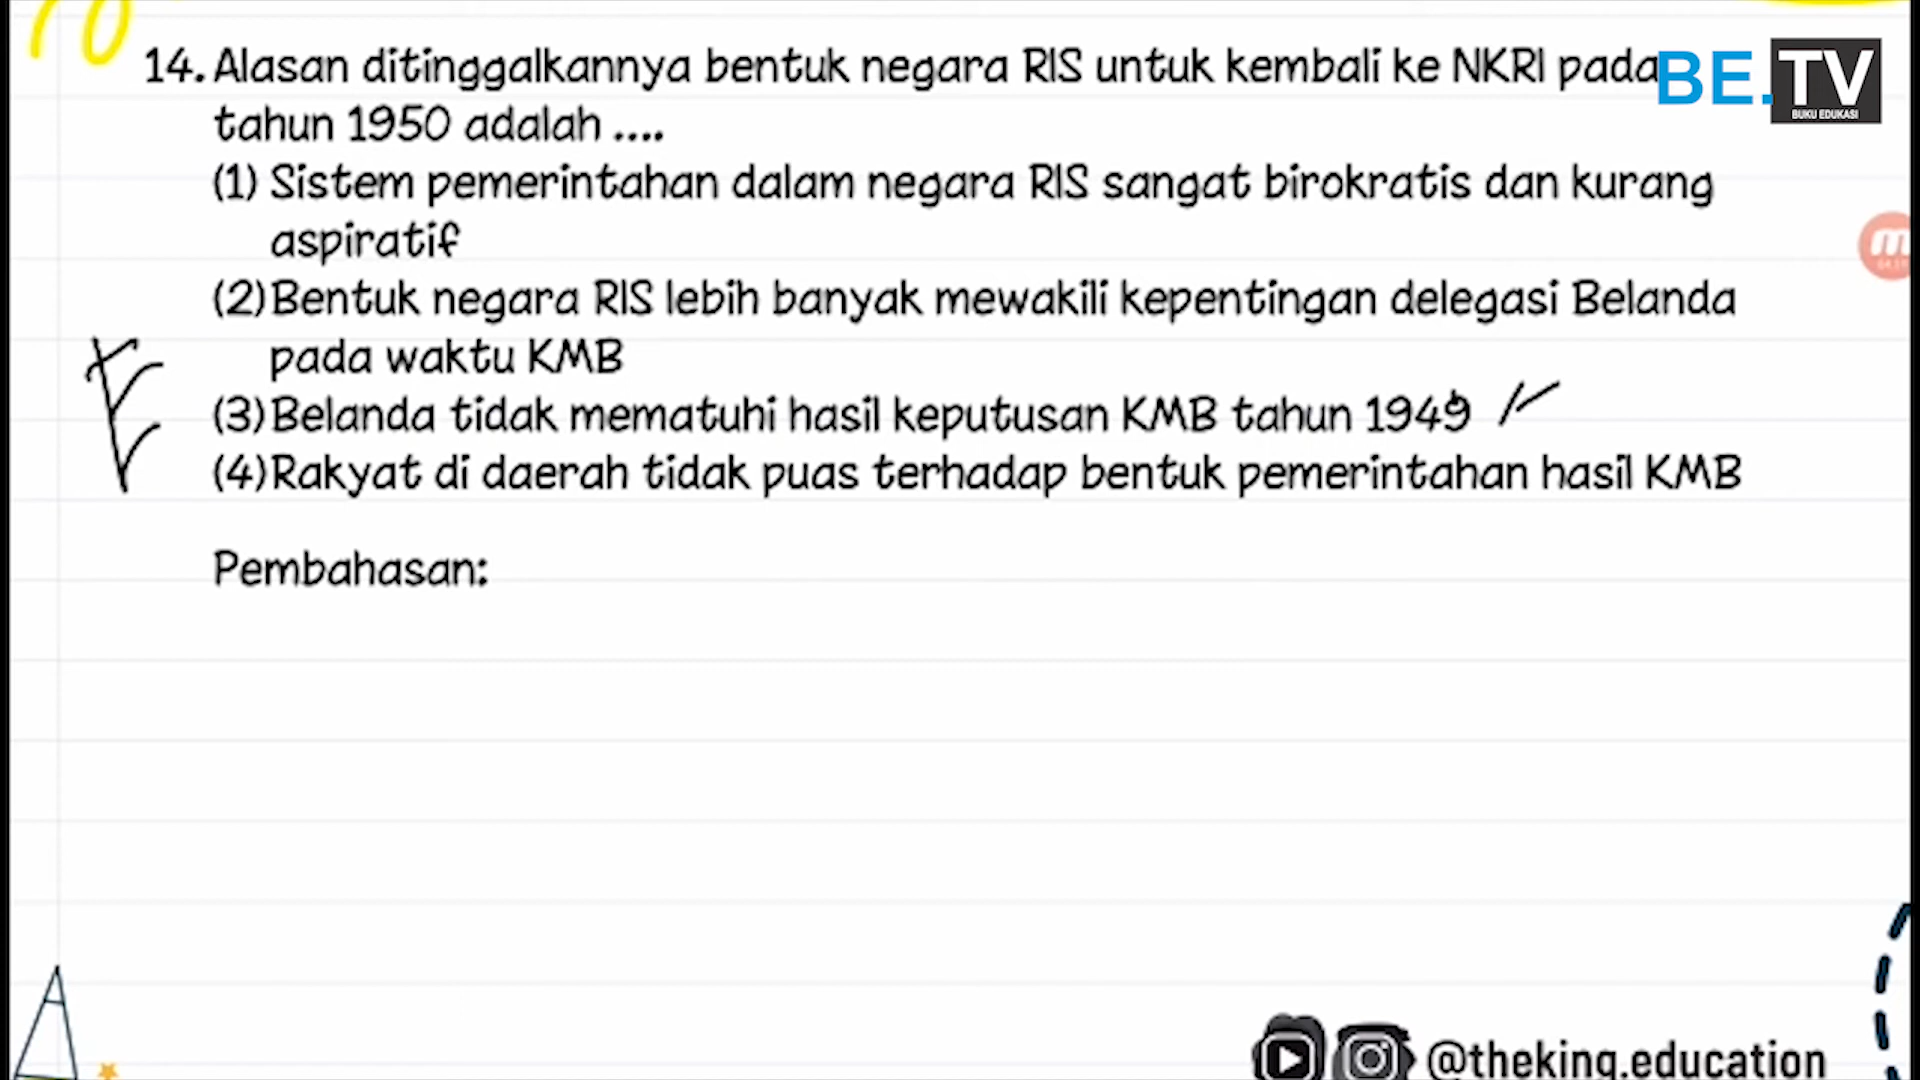 14. Alasan ditinggalkannya bentuk negara RIS untuk kembali ke NKRI pada
BE.TV
BUKU EDUKASI
tahun 1950 adalah ....
(1) Sistem pemerintahan dalam negara RIS sangat birokratis dan kurang
aspiratif
(2) Bentuk negara RIS lebih banyak mewakili kepentingan delegasi Belanda
pada waktu KMB
(3) Belanda tidak mematuhi hasil keputusan KMB tahun 1949
(4) Rakyat di daerah tidak puas terhadap bentuk pemerintahan hasil KMB
Pembahasan:
@theking.education